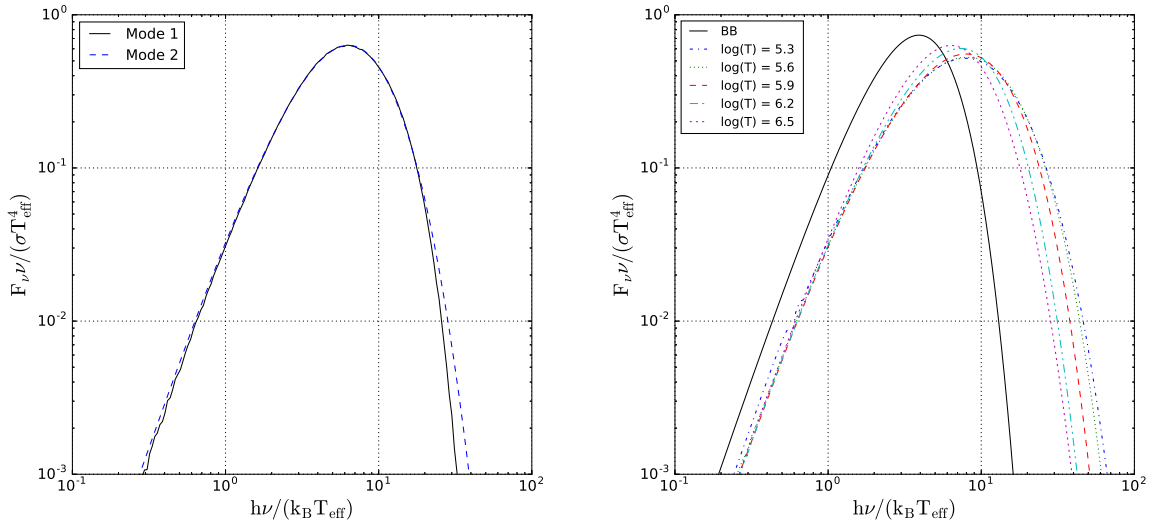 Mode 1
Mode 2
10^0
10^-1
10^-2
10^-3
10^-1
10^0
10^1
10^2
F_ν ν/(σT_eff^4)
hν/(k_B T_eff)
BB
log(T) = 5.3
log(T) = 5.6
log(T) = 5.9
log(T) = 6.2
log(T) = 6.5
10^0
10^-1
10^-2
10^-3
10^-1
10^0
10^1
10^2
F_ν ν/(σT_eff^4)
hν/(k_B T_eff)